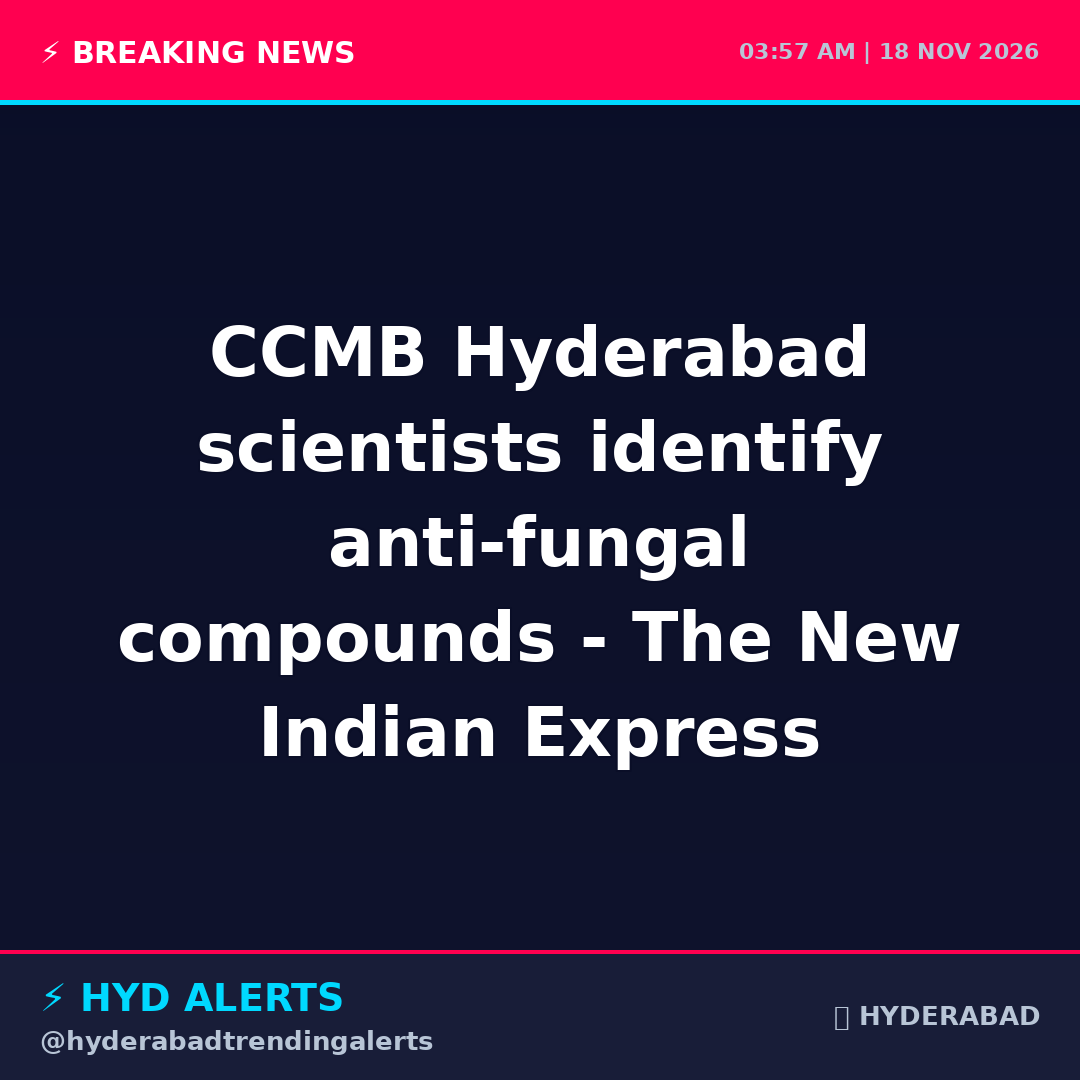 ⚡ BREAKING NEWS
03:57 AM | 18 NOV 2026
CCMB Hyderabad
scientists identify
anti-fungal
compounds - The New
Indian Express
⚡ HYD ALERTS
@hyderabadtrendingalerts
HYDERABAD